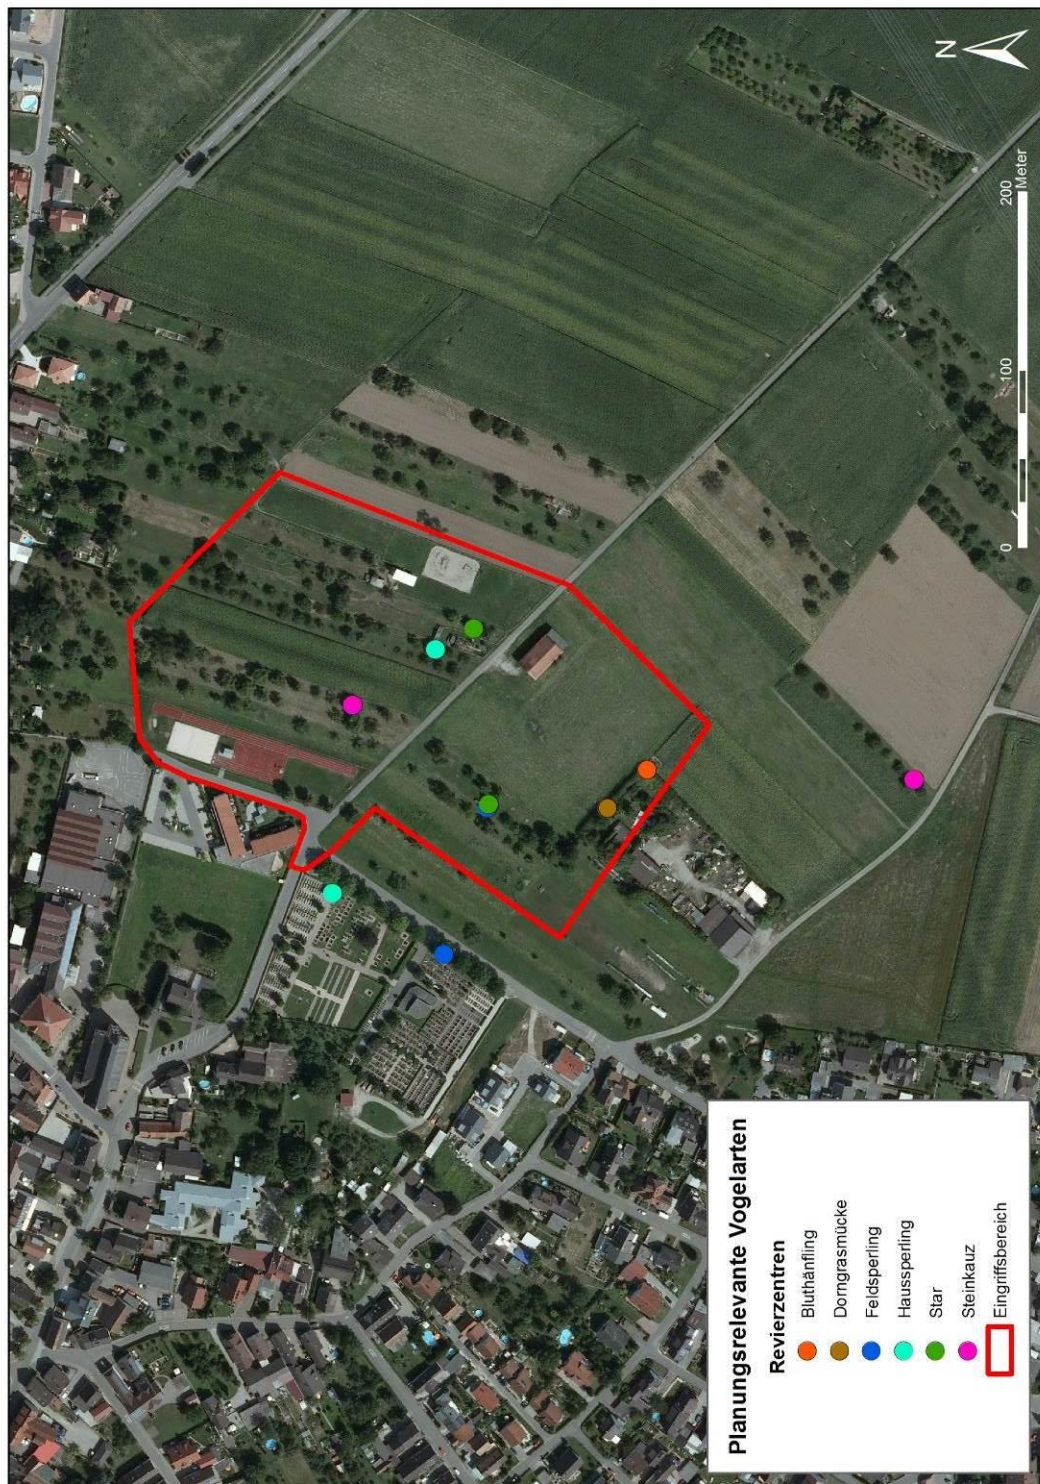 Planungsrelevante Vogelarten
Revierzentren
Bluthänfling
Dorngrasmücke
Feldsperling
Haussperling
Star
Steinkauz
Eingriffsbereich
0 100 200
Meter
N